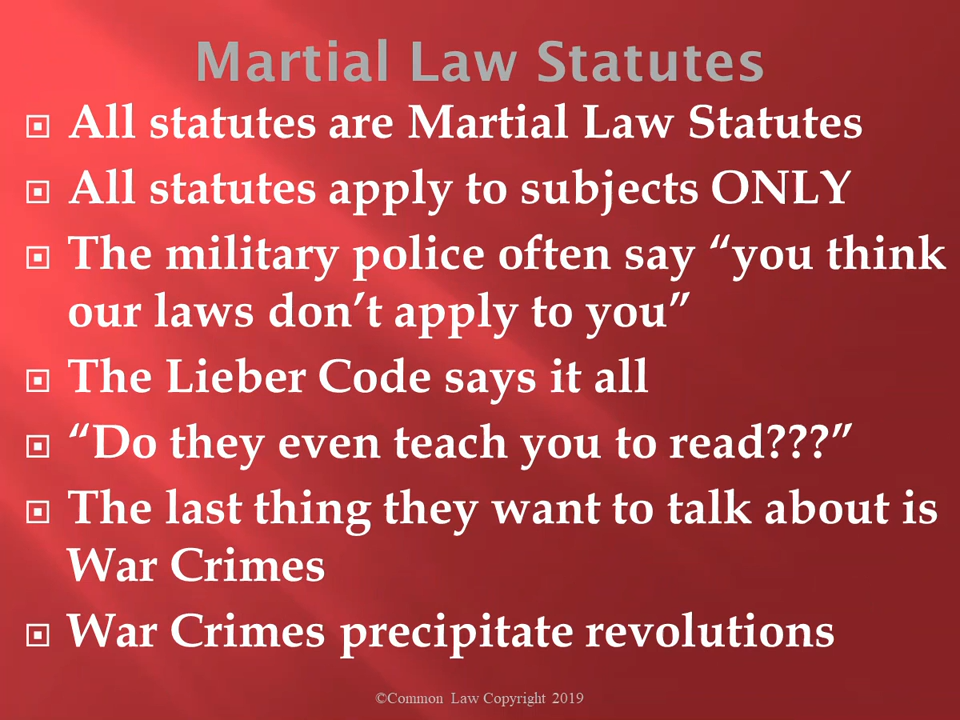 Martial Law Statutes
All statutes are Martial Law Statutes
All statutes apply to subjects ONLY
The military police often say “you think
our laws don’t apply to you”
The Lieber Code says it all
“Do they even teach you to read???”
The last thing they want to talk about is
War Crimes
War Crimes precipitate revolutions
©Common Law Copyright 2019